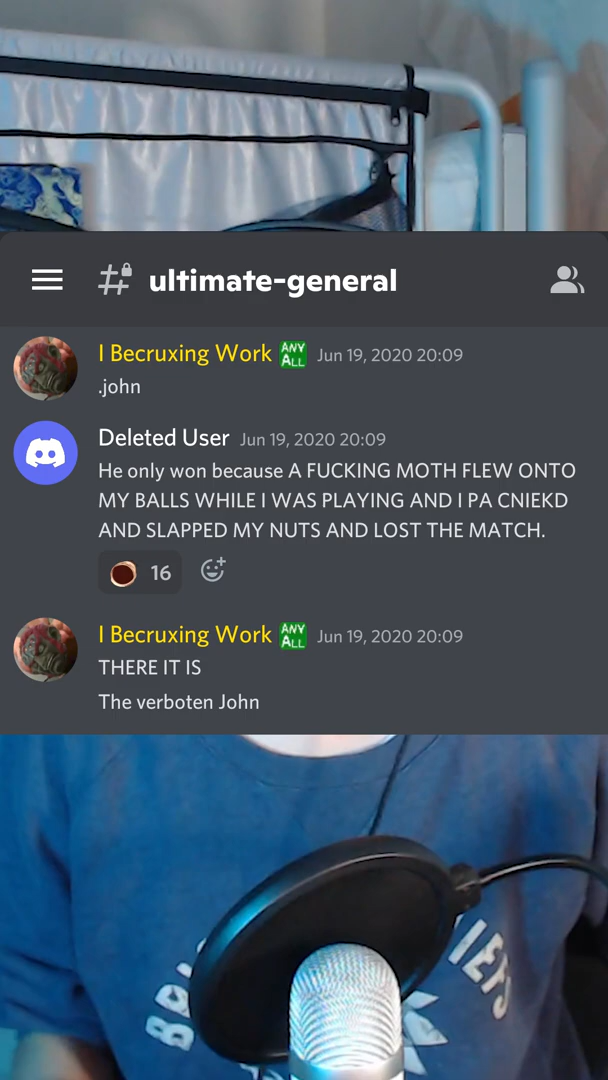 ultimate-general
I Becruxing Work ANY ALL Jun 19, 2020 20:09
.john
Deleted User Jun 19, 2020 20:09
He only won because A FUCKING MOTH FLEW ONTO
MY BALLS WHILE I WAS PLAYING AND I PA CNIEKD
AND SLAPPED MY NUTS AND LOST THE MATCH.
16
I Becruxing Work ANY ALL Jun 19, 2020 20:09
THERE IT IS
The verboten John